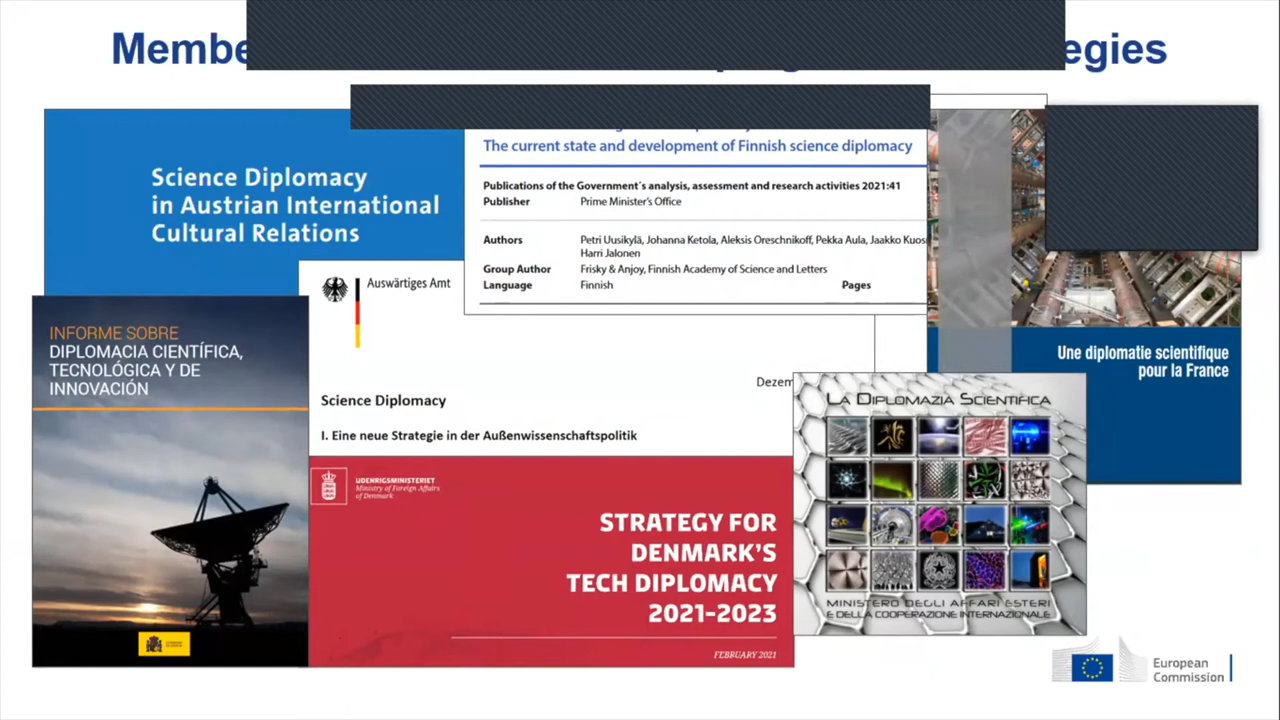 Membe
egies
Science Diplomacy
in Austrian International
Cultural Relations
The current state and development of Finnish science diplomacy
Publications of the Government´s analysis, assessment and research activities 2021:41
Publisher Prime Minister's Office
Authors Petri Uusikylä, Johanna Ketola, Aleksis Oreschnikoff, Pekka Aula, Jaakko Kuos
Harri Jalonen
Group Author Frisky & Anjoy, Finnish Academy of Science and Letters
Language Finnish Pages
Auswärtiges Amt
Dezem
Science Diplomacy
I. Eine neue Strategie in der Außenwissenschaftspolitik
INFORME SOBRE
DIPLOMACIA CIENTÍFICA,
TECNOLÓGICA Y DE
INNOVACIÓN
Une diplomatie scientifique
pour la France
UDENRIGSMINISTERIET
Ministry of Foreign Affairs
of Denmark
STRATEGY FOR
DENMARK'S
TECH DIPLOMACY
2021-2023
FEBRUARY 2021
LA DIPLOMAZIA SCIENTIFICA
MINISTERO DEGLI AFFARI ESTERI
E DELLA COOPERAZIONE INTERNAZIONALE
European
Commission